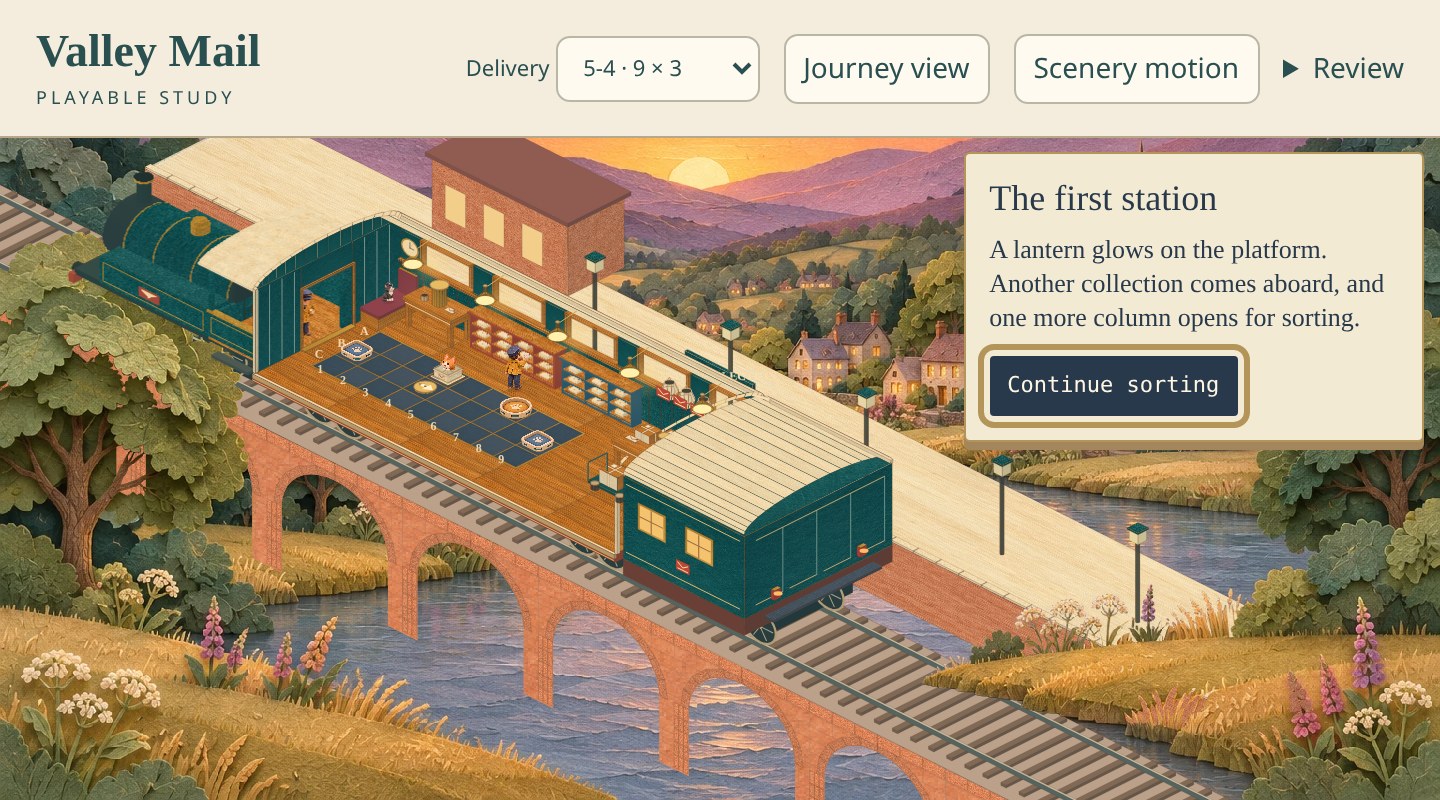 Valley Mail
PLAYABLE STUDY
Delivery
5-4 · 9 × 3
Journey view
Scenery motion
Review
The first station
A lantern glows on the platform.
Another collection comes aboard, and
one more column opens for sorting.
Continue sorting
A
B
C
1
2
3
4
5
6
7
8
9